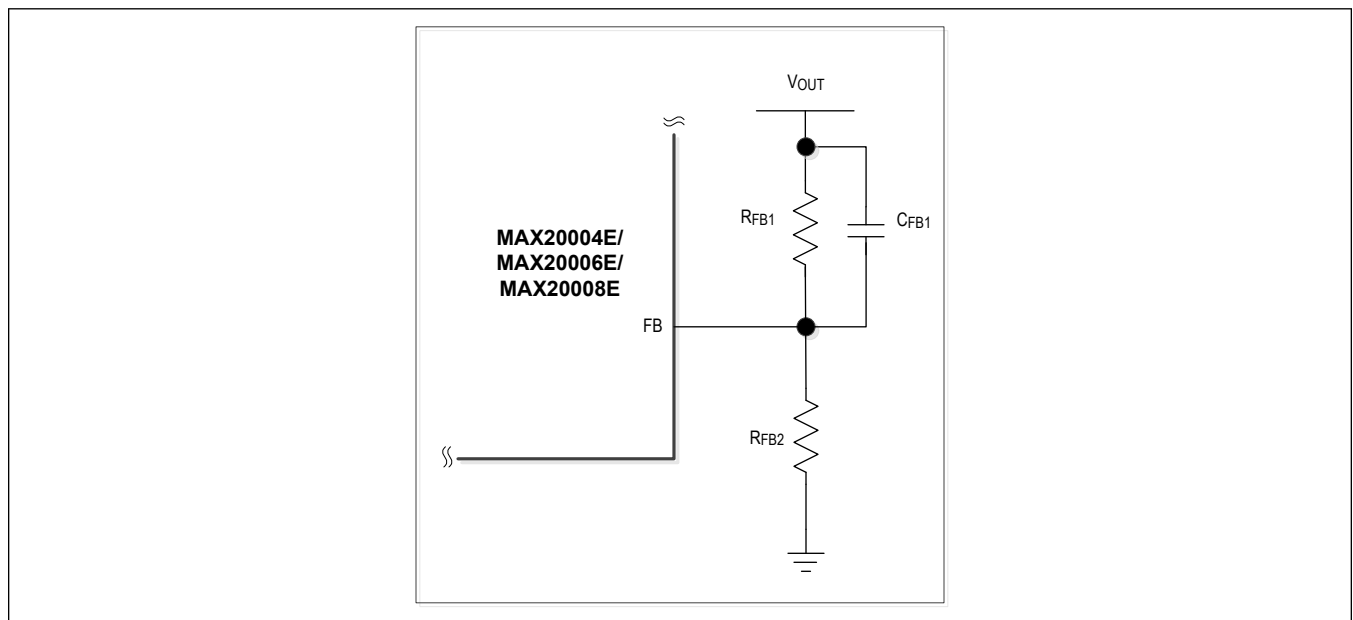 VOUT
RFB1
CFB1
MAX20004E/
MAX20006E/
MAX20008E
FB
RFB2